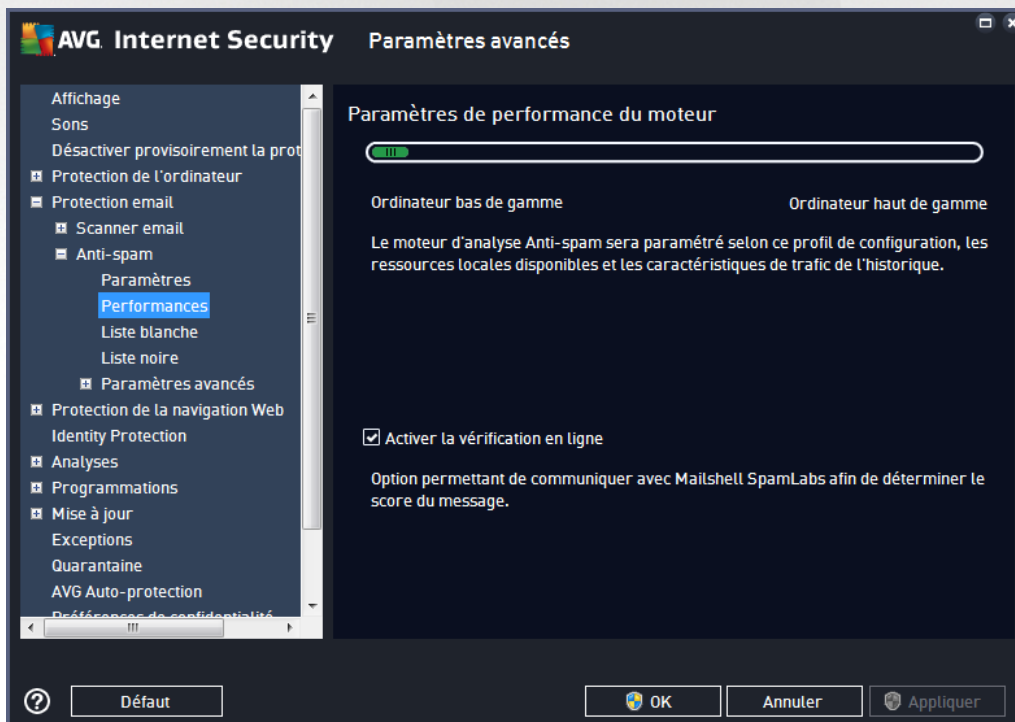 AVG. Internet Security Paramètres avancés
Affichage
Sons
Désactiver provisoirement la prot
Protection de l'ordinateur
Protection email
Scanner email
Anti-spam
Paramètres
Performances
Liste blanche
Liste noire
Paramètres avancés
Protection de la navigation Web
Identity Protection
Analyses
Programmations
Mise à jour
Exceptions
Quarantaine
AVG Auto-protection
Préférences de confidentialité
Paramètres de performance du moteur
Ordinateur bas de gamme Ordinateur haut de gamme
Le moteur d'analyse Anti-spam sera paramétré selon ce profil de configuration, les
ressources locales disponibles et les caractéristiques de trafic de l'historique.
Activer la vérification en ligne
Option permettant de communiquer avec Mailshell SpamLabs afin de déterminer le
score du message.
? Défaut OK Annuler Appliquer